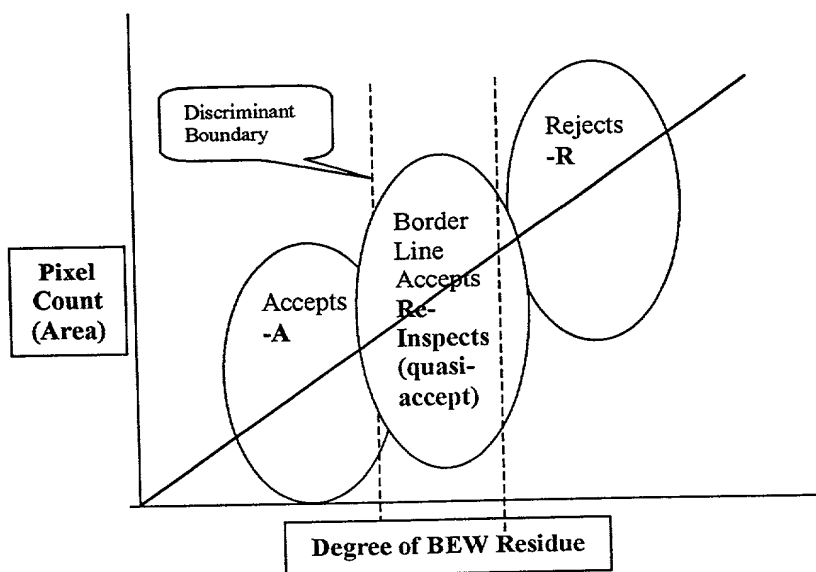 Discriminant
Boundary
Rejects
-R
Border
Line
Accepts
Re-
Inspects
(quasi-
accept)
Accepts
-A
Pixel
Count
(Area)
Degree of BEW Residue